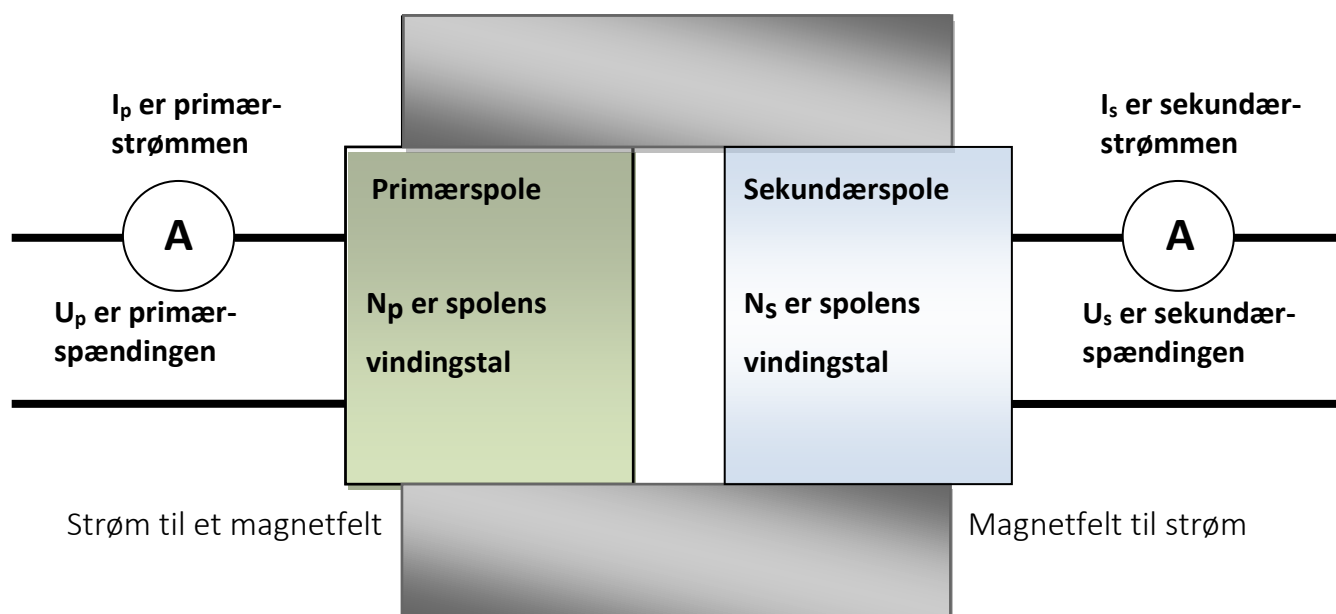 Iₚ er primær-
strømmen
A
Uₚ er primær-
spændingen
Strøm til et magnetfelt
Primærspole
Nₚ er spolens
vindingstal
Sekundærspole
Nₛ er spolens
vindingstal
Iₛ er sekundær-
strømmen
A
Uₛ er sekundær-
spændingen
Magnetfelt til strøm